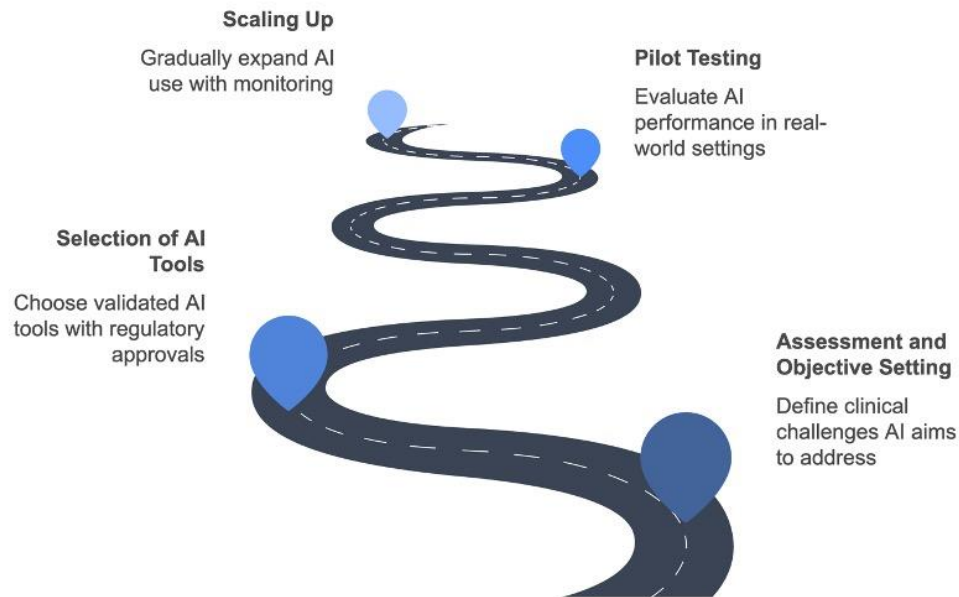 Scaling Up
Gradually expand AI
use with monitoring
Pilot Testing
Evaluate AI
performance in real-
world settings
Selection of AI
Tools
Choose validated AI
tools with regulatory
approvals
Assessment and
Objective Setting
Define clinical
challenges AI aims
to address